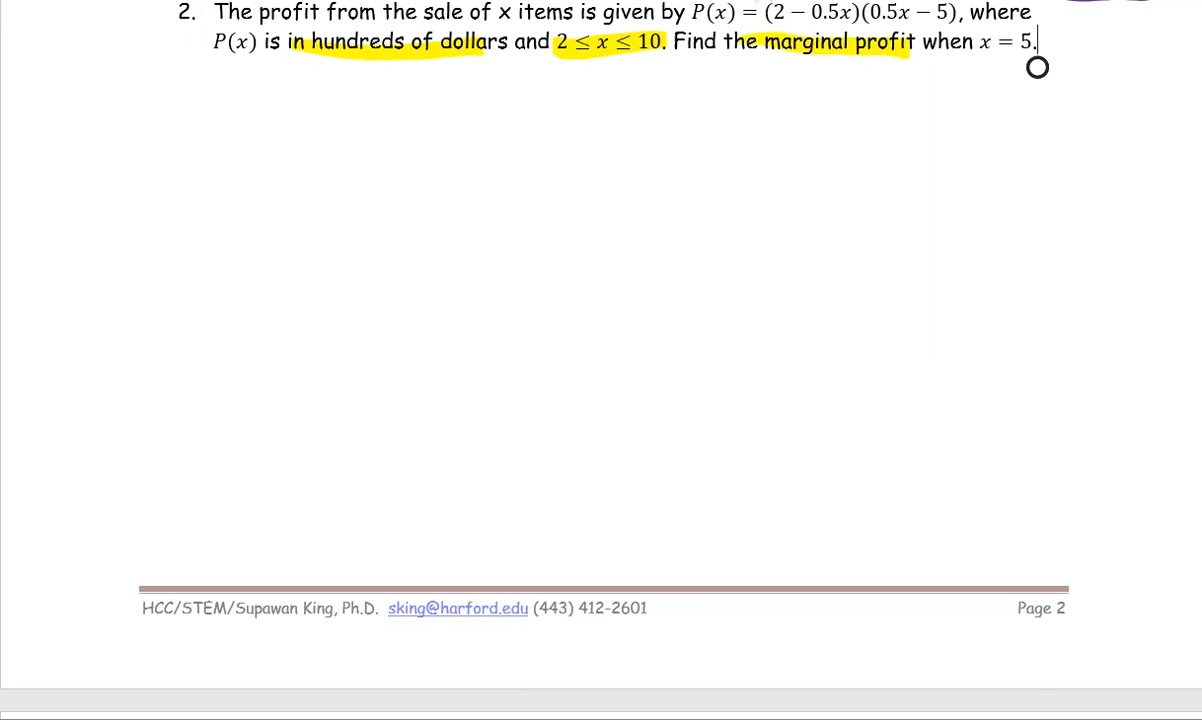 2. The profit from the sale of x items is given by P(x) = (2 − 0.5x)(0.5x − 5), where
P(x) is in hundreds of dollars and 2 ≤ x ≤ 10. Find the marginal profit when x = 5.
HCC/STEM/Supawan King, Ph.D. sking@harford.edu (443) 412-2601 Page 2